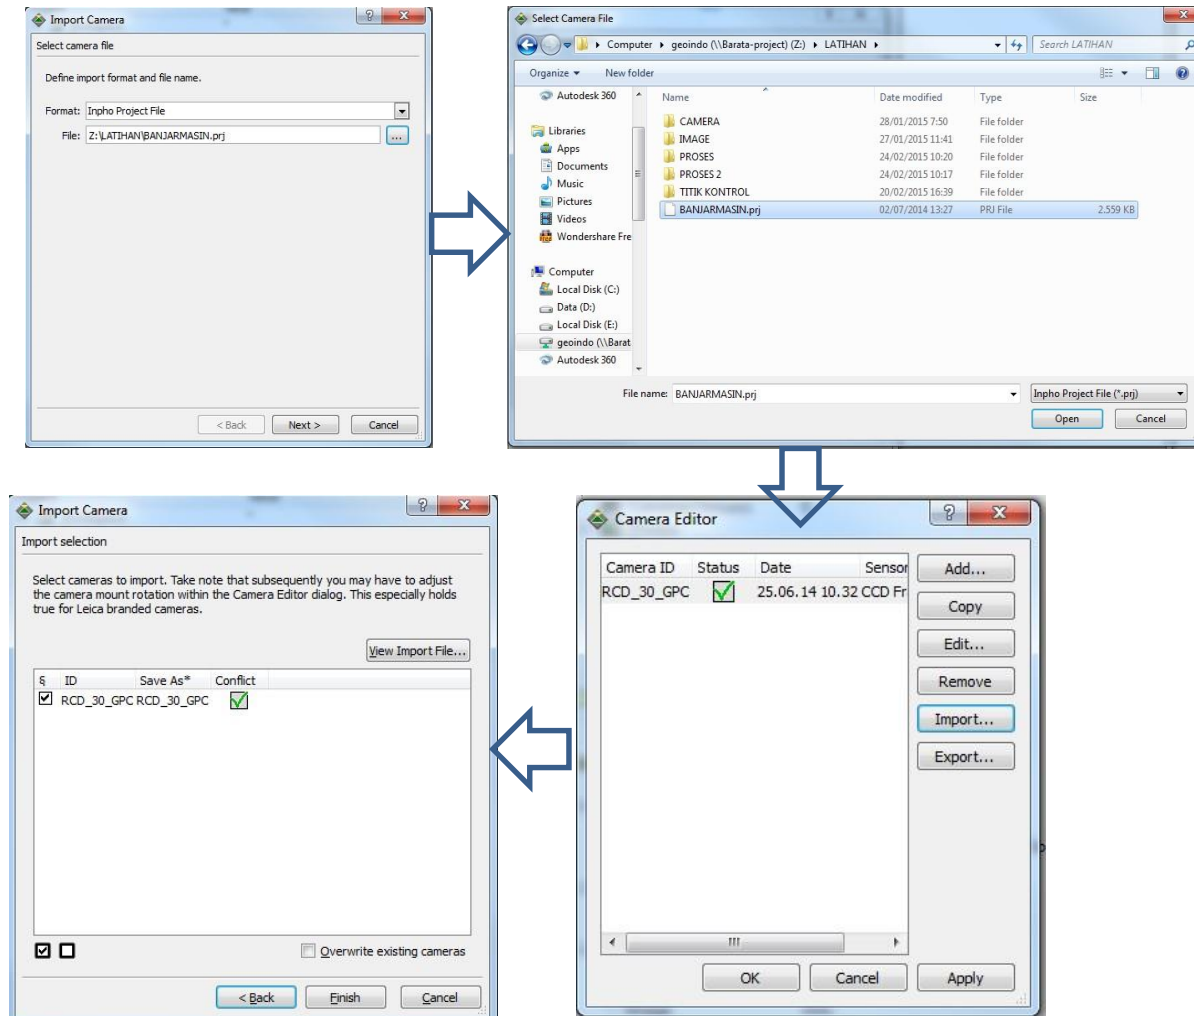 Import Camera
Select camera file
Define import format and file name.
Format: Inpho Project File
File: Z:\LATIHAN\BANJARMASIN.prj
...
< Back Next > Cancel
Select Camera File
Computer geoindo (\\Barata-project) (Z:) LATIHAN Search LATIHAN
Organize New folder
Autodesk 360
Libraries
Apps
Documents
Music
Pictures
Videos
Wondershare Fre
Computer
Local Disk (C:)
Data (D:)
Local Disk (E:)
geoindo (\\Barat
Autodesk 360
Name Date modified Type Size
CAMERA 28/01/2015 7:50 File folder
IMAGE 27/01/2015 11:41 File folder
PROSES 24/02/2015 10:20 File folder
PROSES 2 24/02/2015 10:17 File folder
TITIK KONTROL 20/02/2015 16:39 File folder
BANJARMASIN.prj 02/07/2014 13:27 PRJ File 2.559 KB
File name: BANJARMASIN.prj Inpho Project File (*.prj)
Open Cancel
Camera Editor
Camera ID Status Date Sensor
RCD_30_GPC 25.06.14 10.32 CCD Fr
Add...
Copy
Edit...
Remove
Import...
Export...
OK Cancel Apply
Import Camera
Import selection
Select cameras to import. Take note that subsequently you may have to adjust
the camera mount rotation within the Camera Editor dialog. This especially holds
true for Leica branded cameras.
View Import File...
§ ID Save As* Conflict
RCD_30_GPC RCD_30_GPC
Overwrite existing cameras
< Back Finish Cancel